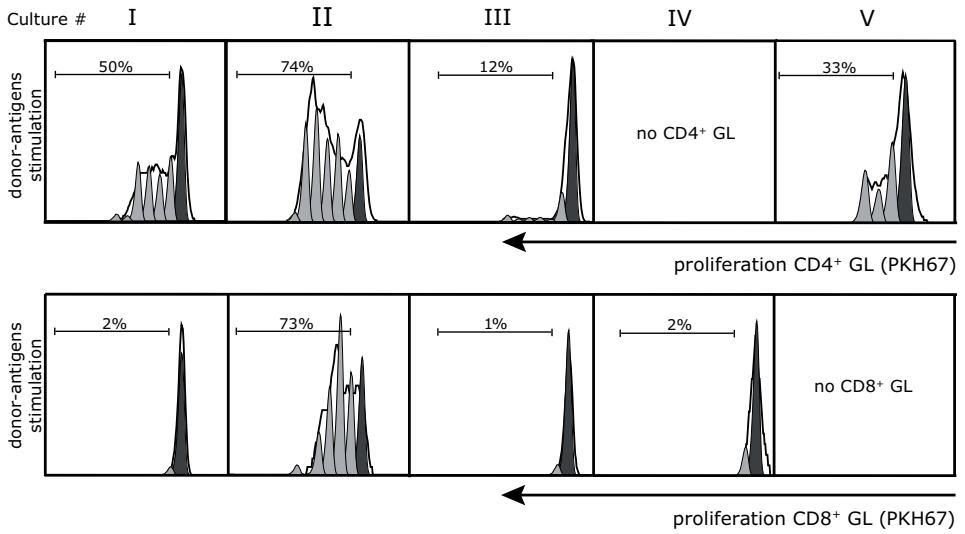 Culture # I II III IV V
donor-antigens
stimulation
50% 74% 12% 33%
no CD4⁺ GL
proliferation CD4⁺ GL (PKH67)
donor-antigens
stimulation
2% 73% 1% 2%
no CD8⁺ GL
proliferation CD8⁺ GL (PKH67)